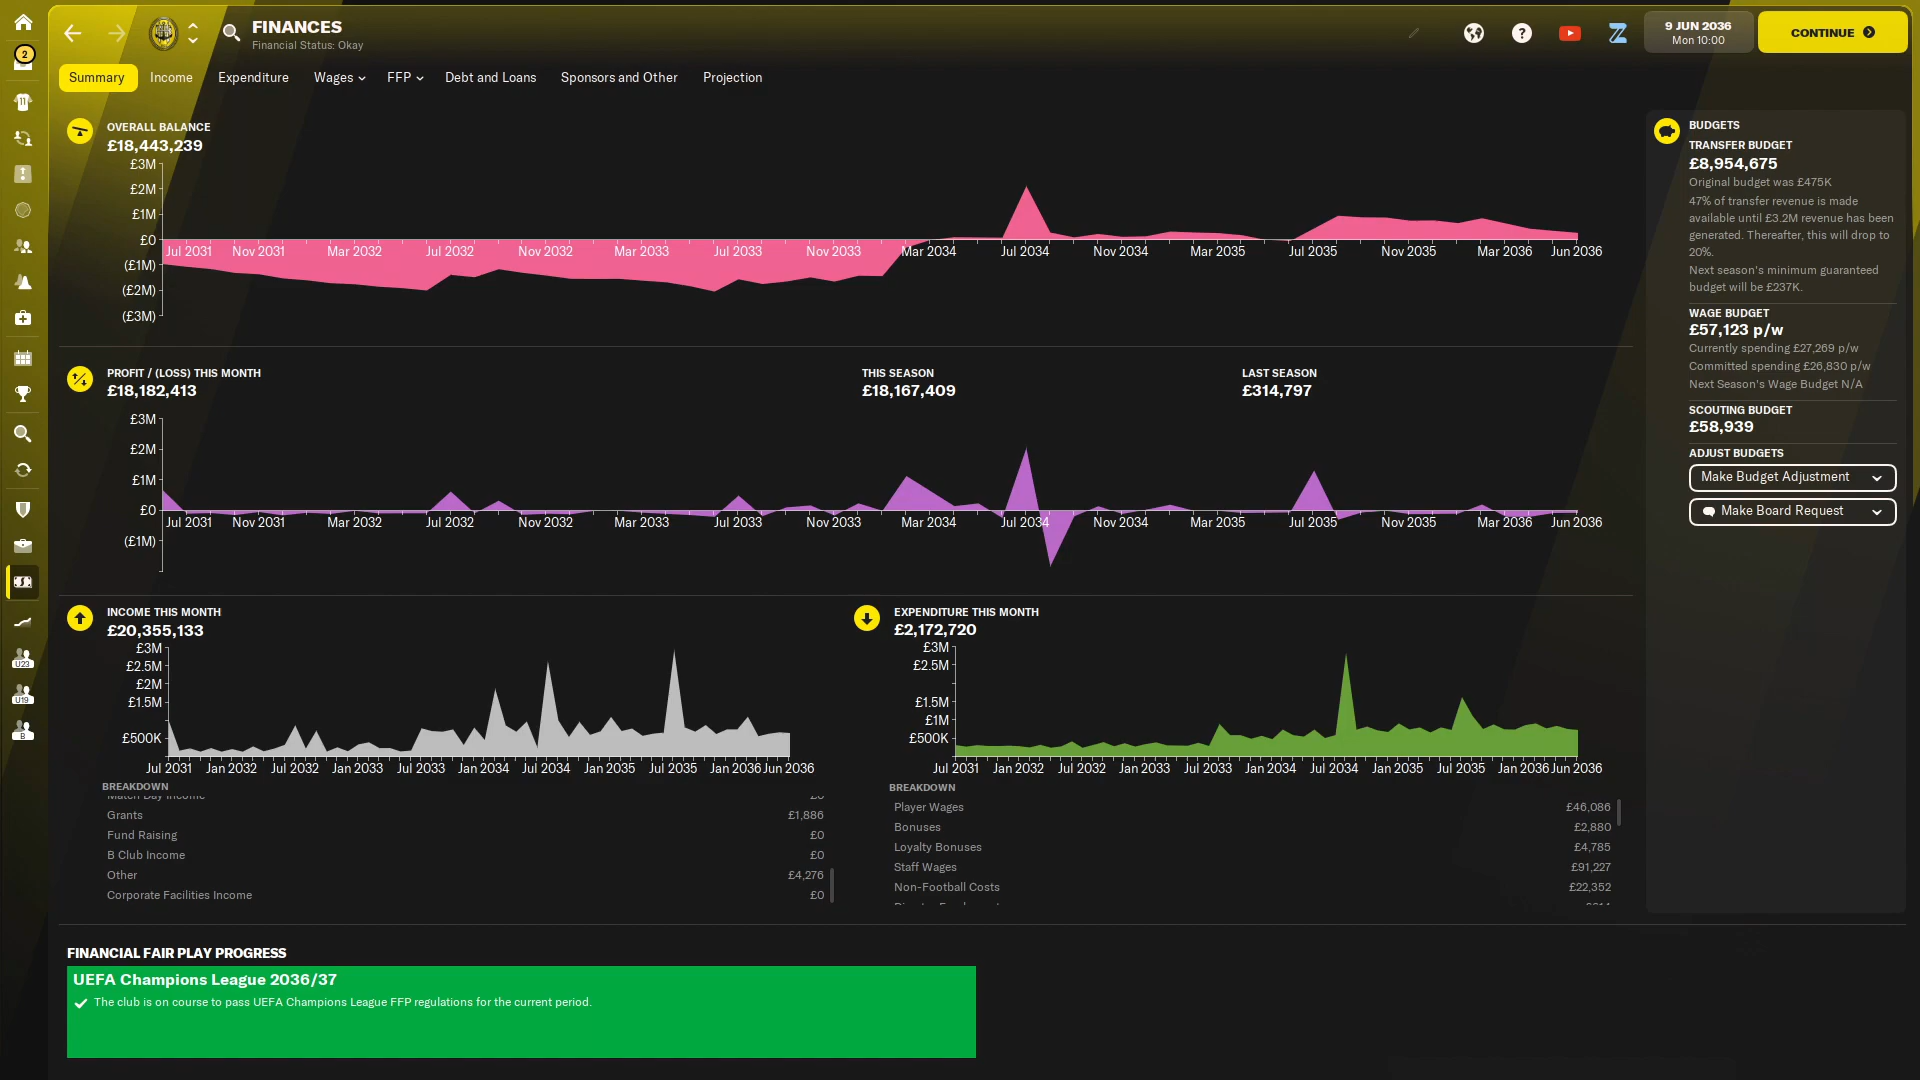 2
FINANCES
Financial Status: Okay
9 JUN 2036
Mon 10:00
CONTINUE
Summary
Income
Expenditure
Wages
FFP
Debt and Loans
Sponsors and Other
Projection
OVERALL BALANCE
£18,443,239
£3M
£2M
£1M
£0
(£1M)
(£2M)
(£3M)
Jul 2031 Nov 2031 Mar 2032 Jul 2032 Nov 2032 Mar 2033 Jul 2033 Nov 2033 Mar 2034 Jul 2034 Nov 2034 Mar 2035 Jul 2035 Nov 2035 Mar 2036 Jun 2036
PROFIT / (LOSS) THIS MONTH
£18,182,413
THIS SEASON
£18,167,409
LAST SEASON
£314,797
£3M
£2M
£1M
£0
(£1M)
Jul 2031 Nov 2031 Mar 2032 Jul 2032 Nov 2032 Mar 2033 Jul 2033 Nov 2033 Mar 2034 Jul 2034 Nov 2034 Mar 2035 Jul 2035 Nov 2035 Mar 2036 Jun 2036
INCOME THIS MONTH
£20,355,133
£3M
£2.5M
£2M
£1.5M
£500K
Jul 2031 Jan 2032 Jul 2032 Jan 2033 Jul 2033 Jan 2034 Jul 2034 Jan 2035 Jul 2035 Jan 2036 Jun 2036
BREAKDOWN
Match Day Income £0
Grants £1,886
Fund Raising £0
B Club Income £0
Other £4,276
Corporate Facilities Income £0
EXPENDITURE THIS MONTH
£2,172,720
£3M
£2.5M
£1.5M
£1M
£500K
Jul 2031 Jan 2032 Jul 2032 Jan 2033 Jul 2033 Jan 2034 Jul 2034 Jan 2035 Jul 2035 Jan 2036 Jun 2036
BREAKDOWN
Player Wages £46,086
Bonuses £2,880
Loyalty Bonuses £4,785
Staff Wages £91,227
Non-Football Costs £22,352
FINANCIAL FAIR PLAY PROGRESS
UEFA Champions League 2036/37
The club is on course to pass UEFA Champions League FFP regulations for the current period.
BUDGETS
TRANSFER BUDGET
£8,954,675
Original budget was £475K
47% of transfer revenue is made
available until £3.2M revenue has been
generated. Thereafter, this will drop to
20%.
Next season's minimum guaranteed
budget will be £237K.
WAGE BUDGET
£57,123 p/w
Currently spending £27,269 p/w
Committed spending £26,830 p/w
Next Season's Wage Budget N/A
SCOUTING BUDGET
£58,939
ADJUST BUDGETS
Make Budget Adjustment
Make Board Request
11
U23
U19
B